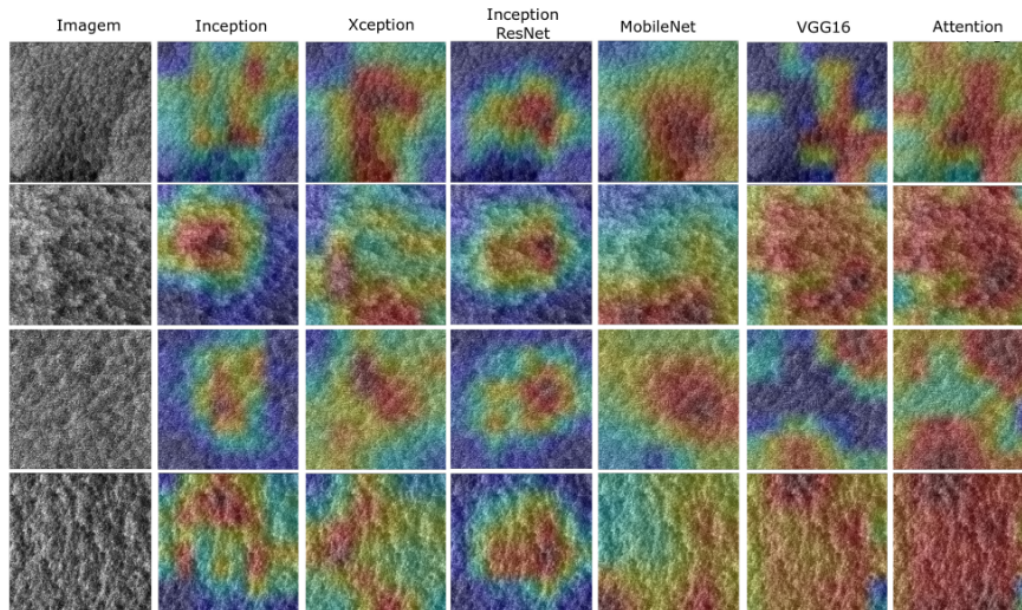 Imagem
Inception
Xception
Inception
ResNet
MobileNet
VGG16
Attention